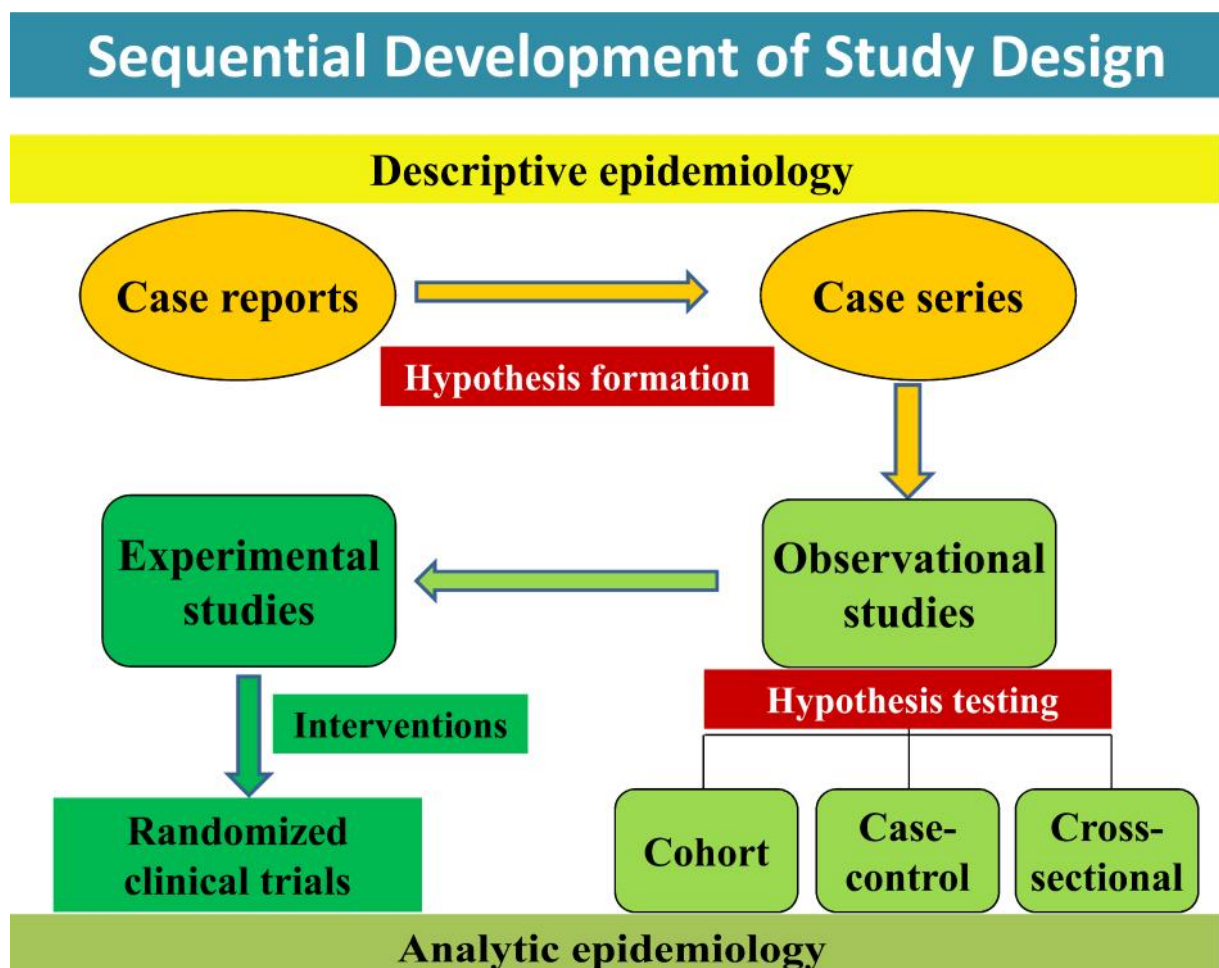 Sequential Development of Study Design
Descriptive epidemiology
Case reports
Case series
Hypothesis formation
Experimental
studies
Observational
studies
Hypothesis testing
Interventions
Randomized
clinical trials
Cohort
Case-
control
Cross-
sectional
Analytic epidemiology